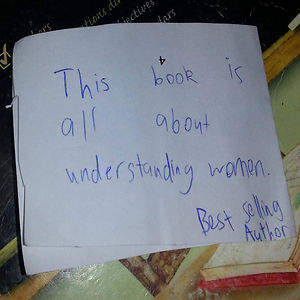 This book is
all about
understanding women.
Best selling
Author